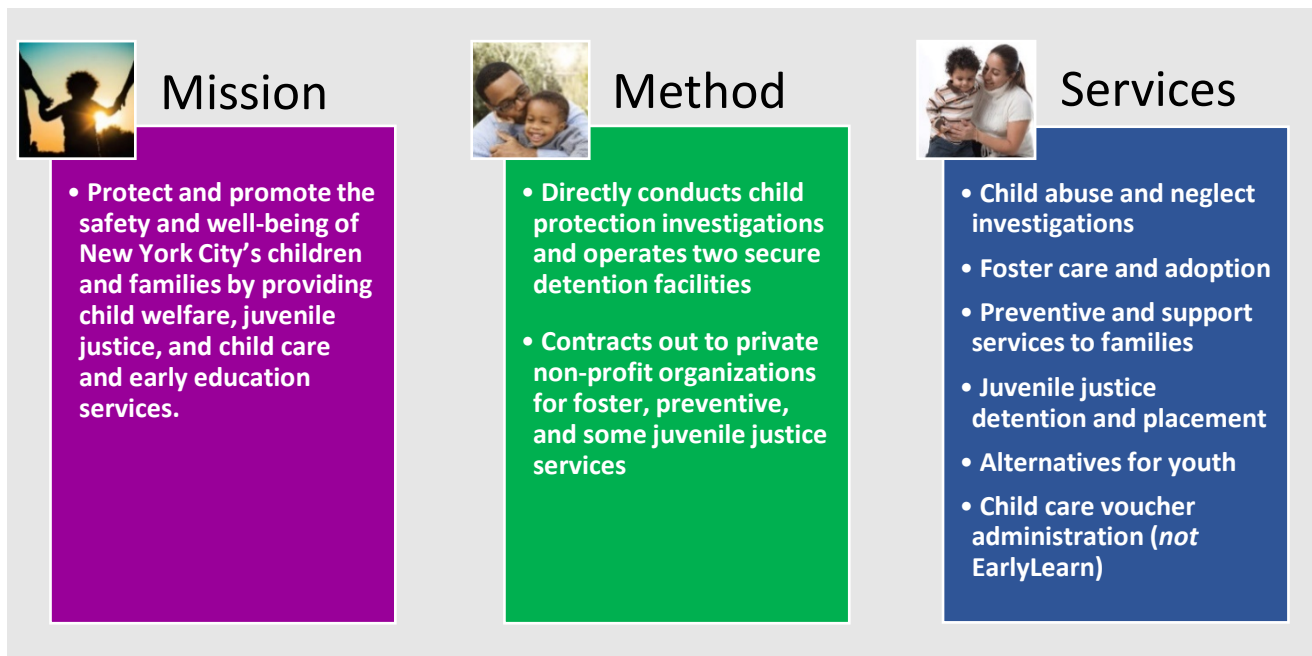 Mission
• Protect and promote the
safety and well-being of
New York City's children
and families by providing
child welfare, juvenile
justice, and child care
and early education
services.
Method
• Directly conducts child
protection investigations
and operates two secure
detention facilities
• Contracts out to private
non-profit organizations
for foster, preventive,
and some juvenile justice
services
Services
• Child abuse and neglect
investigations
• Foster care and adoption
• Preventive and support
services to families
• Juvenile justice
detention and placement
• Alternatives for youth
• Child care voucher
administration (not
EarlyLearn)